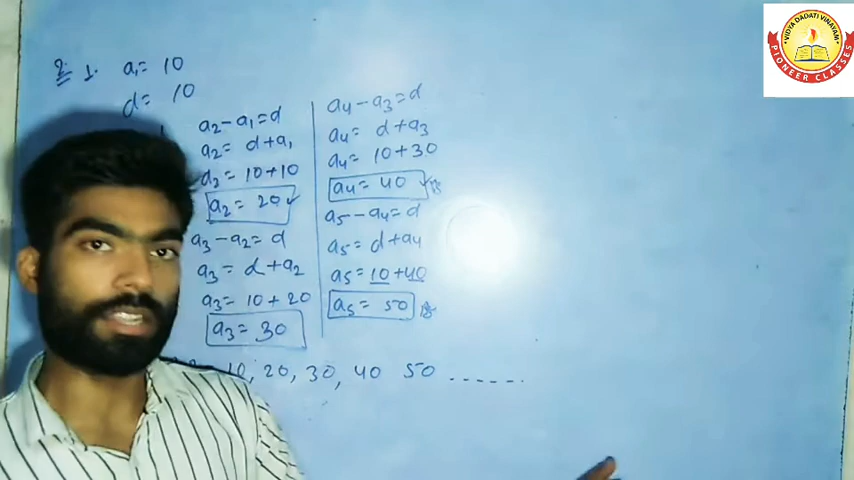 Q. 1. a₁ = 10
d = 10
a₂ - a₁ = d
a₂ = d + a₁
a₂ = 10 + 10
a₂ = 20
a₃ - a₂ = d
a₃ = d + a₂
a₃ = 10 + 20
a₃ = 30
a₄ - a₃ = d
a₄ = d + a₃
a₄ = 10 + 30
a₄ = 40
a₅ - a₄ = d
a₅ = d + a₄
a₅ = 10 + 40
a₅ = 50
10, 20, 30, 40 50 .......
VIDYA DADATI VINAYAM
PIONEER CLASSES